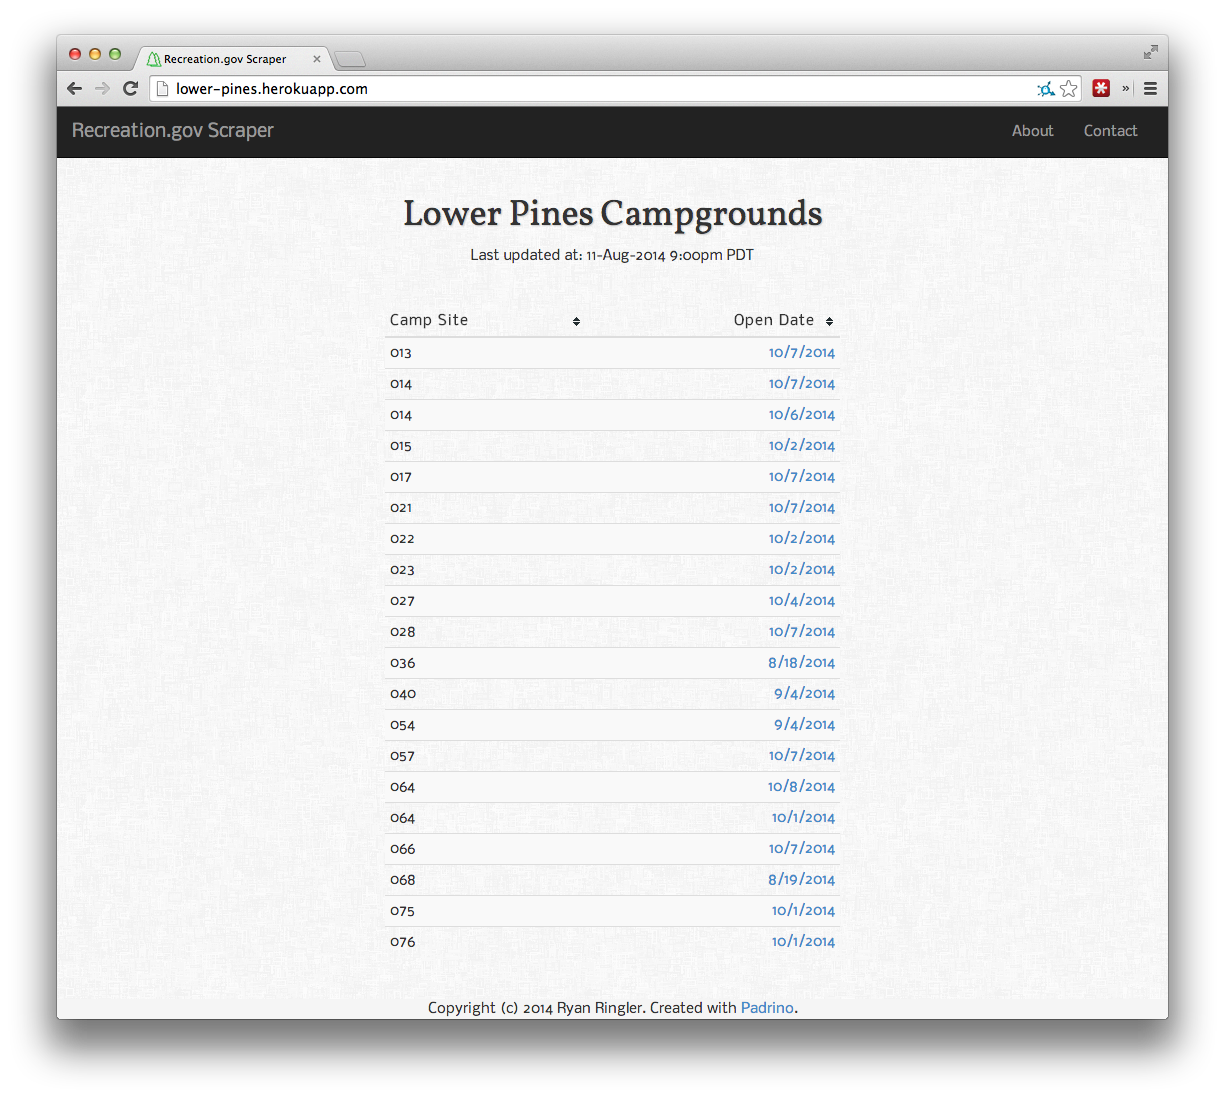 Recreation.gov Scraper
lower-pines.herokuapp.com
Recreation.gov Scraper About Contact
Lower Pines Campgrounds
Last updated at: 11-Aug-2014 9:00pm PDT
Camp Site Open Date
013 10/7/2014
014 10/7/2014
014 10/6/2014
015 10/2/2014
017 10/7/2014
021 10/7/2014
022 10/2/2014
023 10/2/2014
027 10/4/2014
028 10/7/2014
036 8/18/2014
040 9/4/2014
054 9/4/2014
057 10/7/2014
064 10/8/2014
064 10/1/2014
066 10/7/2014
068 8/19/2014
075 10/1/2014
076 10/1/2014
Copyright (c) 2014 Ryan Ringler. Created with Padrino.